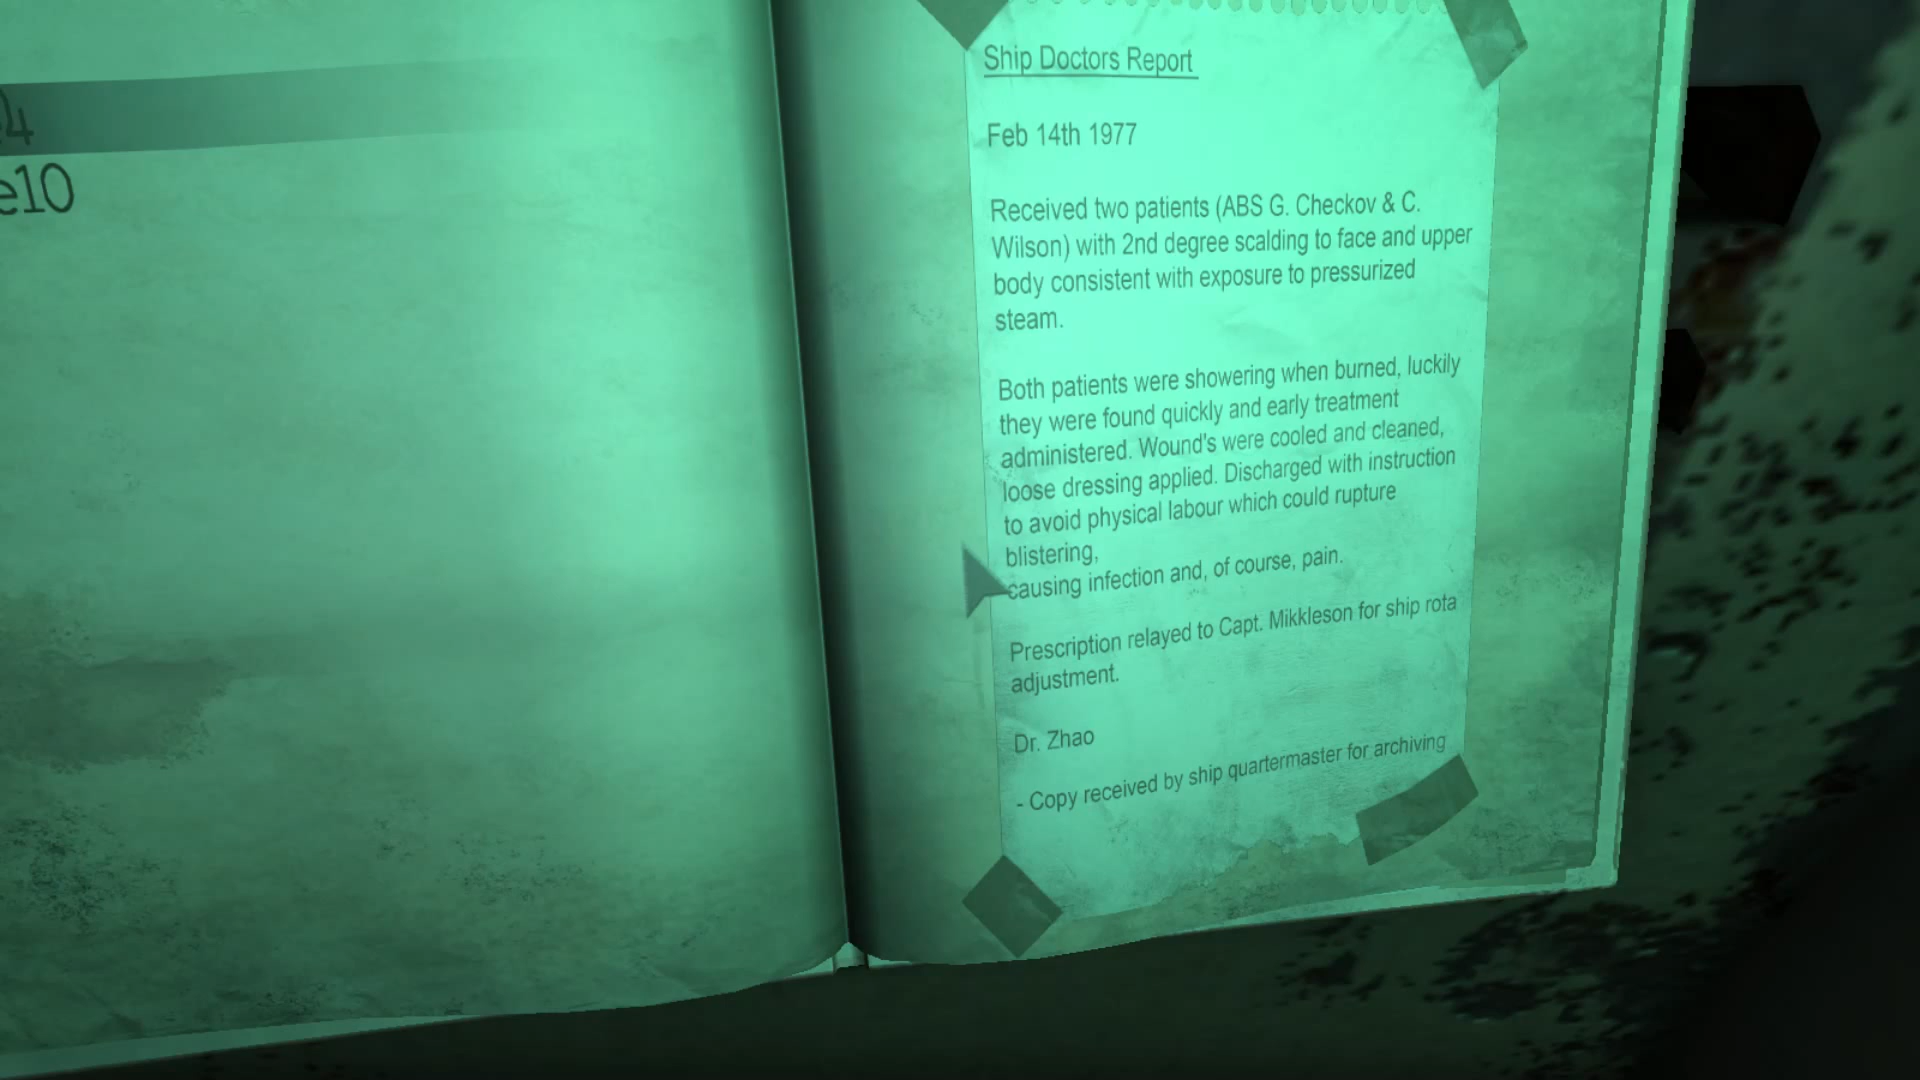 4
e10
Ship Doctors Report
Feb 14th 1977
Received two patients (ABS G. Checkov & C.
Wilson) with 2nd degree scalding to face and upper
body consistent with exposure to pressurized
steam.
Both patients were showering when burned, luckily
they were found quickly and early treatment
administered. Wound's were cooled and cleaned,
loose dressing applied. Discharged with instruction
to avoid physical labour which could rupture
blistering,
causing infection and, of course, pain.
Prescription relayed to Capt. Mikkleson for ship rota
adjustment.
Dr. Zhao
- Copy received by ship quartermaster for archiving